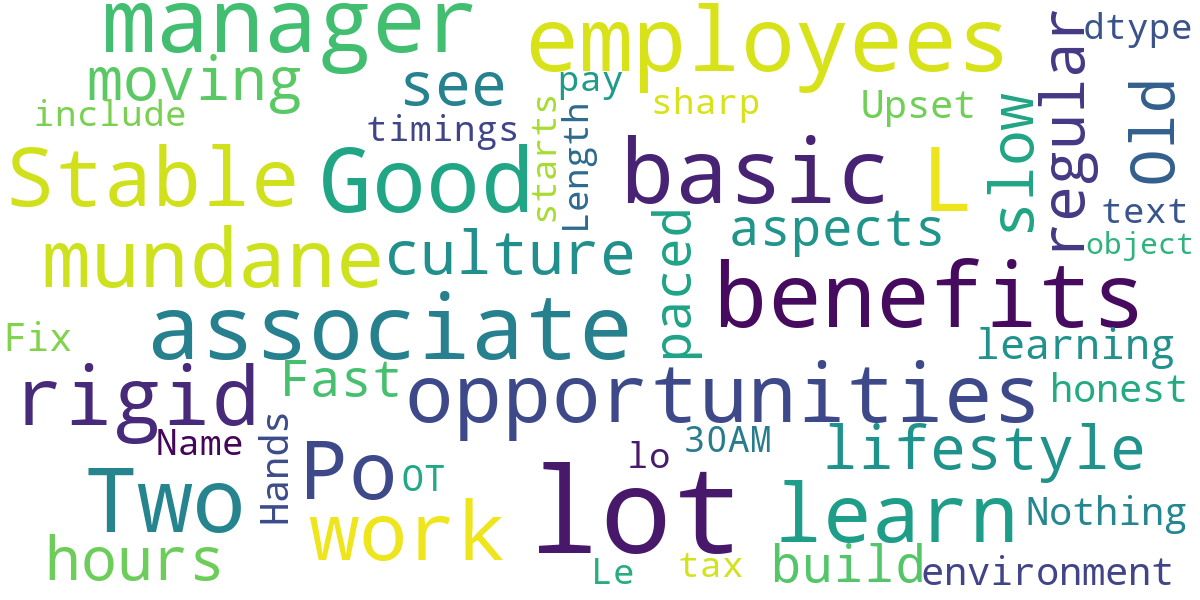 manager
employees
regular
dtype
moving
see
pay
sharp
Upset
slow
Old
include
timings
starts
Length
Stable
Good
basic
L
text
mundane
culture
paced
aspects
object
benefits
associate
Fix
learning
rigid
Fast
opportunities
honest
Name
Hands
Po
OT
lo
30AM
lifestyle
Two
work
lot
learn
Nothing
hours
Le
tax
build
environment